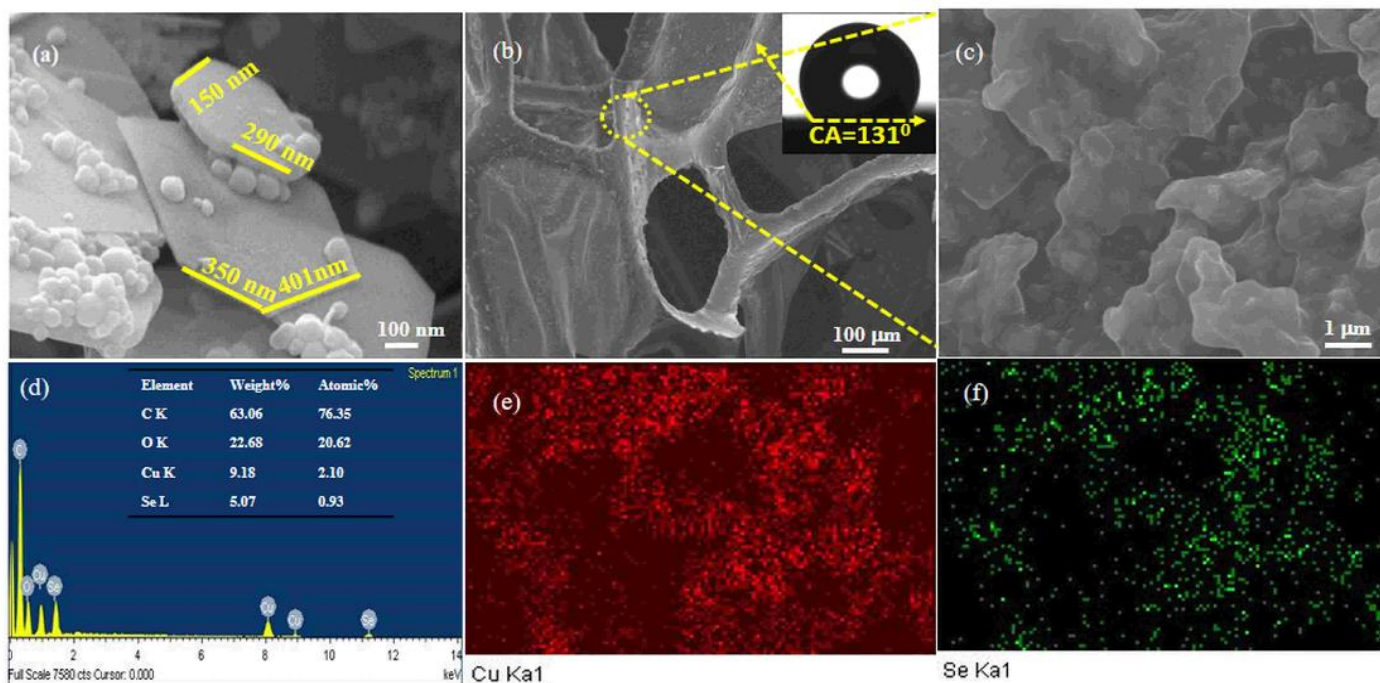 (a)
150 nm
290 nm
350 nm
401nm
100 nm
(b)
CA=131⁰
100 μm
(c)
1 μm
(d)
Spectrum 1
Element Weight% Atomic%
C K 63.06 76.35
O K 22.68 20.62
Cu K 9.18 2.10
Se L 5.07 0.93
C
O
Cu
Se
Cu
Cu
Se
0 2 4 6 8 10 12 14
Full Scale 7580 cts Cursor: 0.000 keV
(e)
Cu Ka1
(f)
Se Ka1